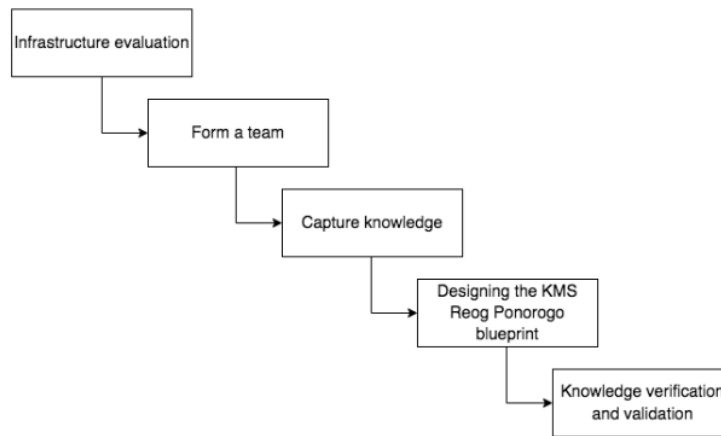 Infrastructure evaluation
Form a team
Capture knowledge
Designing the KMS
Reog Ponorogo
blueprint
Knowledge verification
and validation